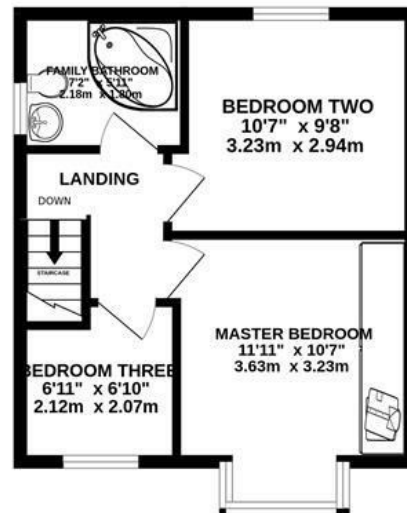 FAMILY BATHROOM
7'2" x 5'11"
2.18m x 1.80m
BEDROOM TWO
10'7" x 9'8"
3.23m x 2.94m
LANDING
DOWN
STAIRCASE
MASTER BEDROOM
11'11" x 10'7"
3.63m x 3.23m
BEDROOM THREE
6'11" x 6'10"
2.12m x 2.07m